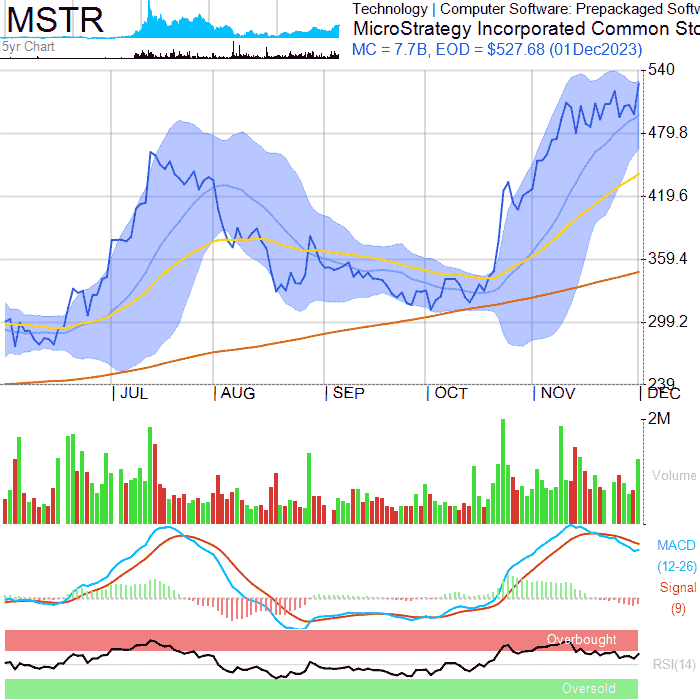 MSTR
5yr Chart
Technology | Computer Software: Prepackaged Softw
MicroStrategy Incorporated Common Sto
MC = 7.7B, EOD = $527.68 (01Dec2023)
540
479.8
419.6
359.4
299.2
239
JUL AUG SEP OCT NOV DEC
2M
Volume
MACD
(12-26)
Signal
(9)
Overbought
RSI(14)
Oversold